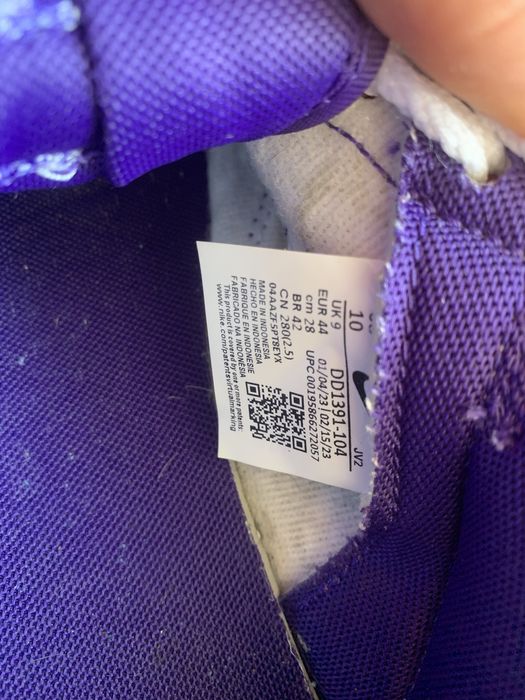 10
UK 9
EUR 44
cm 28
BR 42
CN 280(2.5)
04AAZF5PT8EYX
MADE IN INDONESIA
HECHO EN INDONESIA
FABRIQUE EN INDONESIE
FABRICADO NA INDONÉSIA
This product is covered by one or more patents:
www.nike.com/patentsvirtualmarking
JV2
DD1391-104
01/04/23 | 02/15/23
UPC 00195866272057